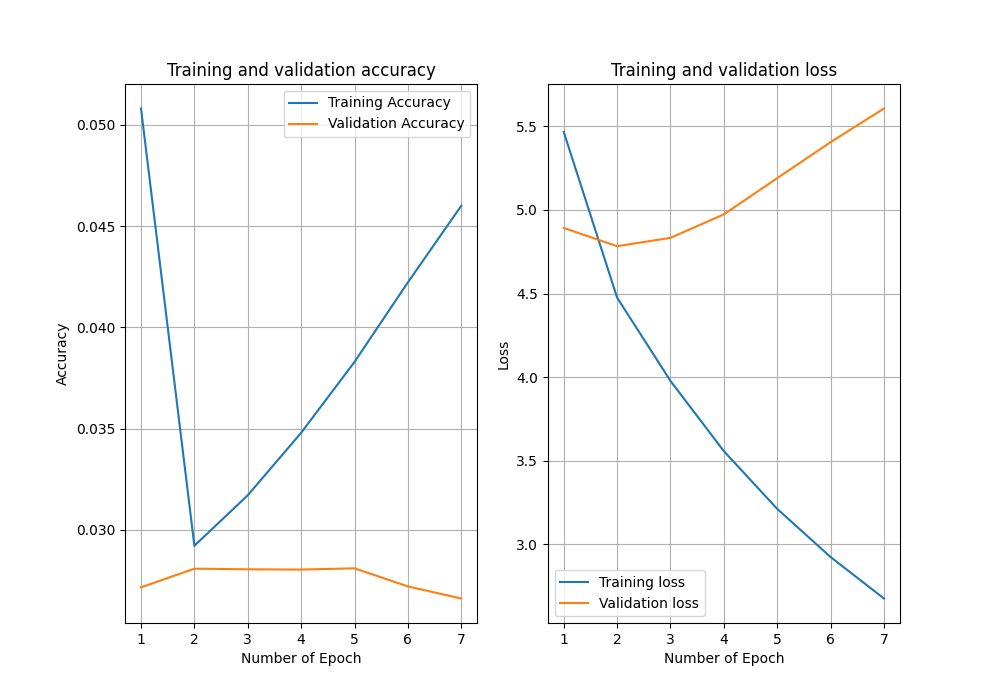 Training and validation accuracy
Training Accuracy
Validation Accuracy
0.050
0.045
0.040
0.035
0.030
Accuracy
1 2 3 4 5 6 7
Number of Epoch
Training and validation loss
5.5
5.0
4.5
4.0
3.5
3.0
Loss
Training loss
Validation loss
1 2 3 4 5 6 7
Number of Epoch